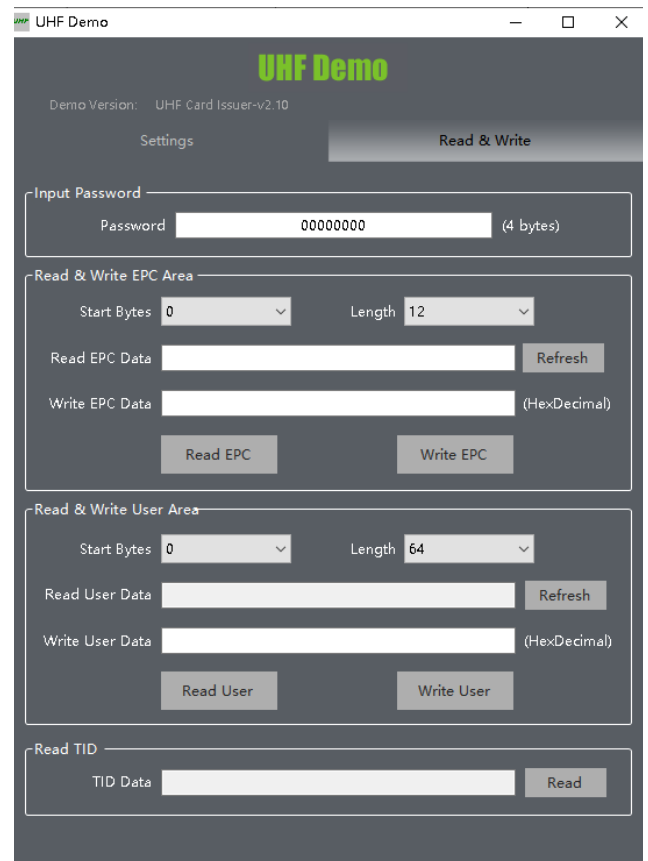 UHF UHF Demo
UHF Demo
Demo Version: UHF Card Issuer-v2.10
Settings Read & Write
Input Password
Password 00000000 (4 bytes)
Read & Write EPC Area
Start Bytes 0 Length 12
Read EPC Data Refresh
Write EPC Data (HexDecimal)
Read EPC Write EPC
Read & Write User Area
Start Bytes 0 Length 64
Read User Data Refresh
Write User Data (HexDecimal)
Read User Write User
Read TID
TID Data Read